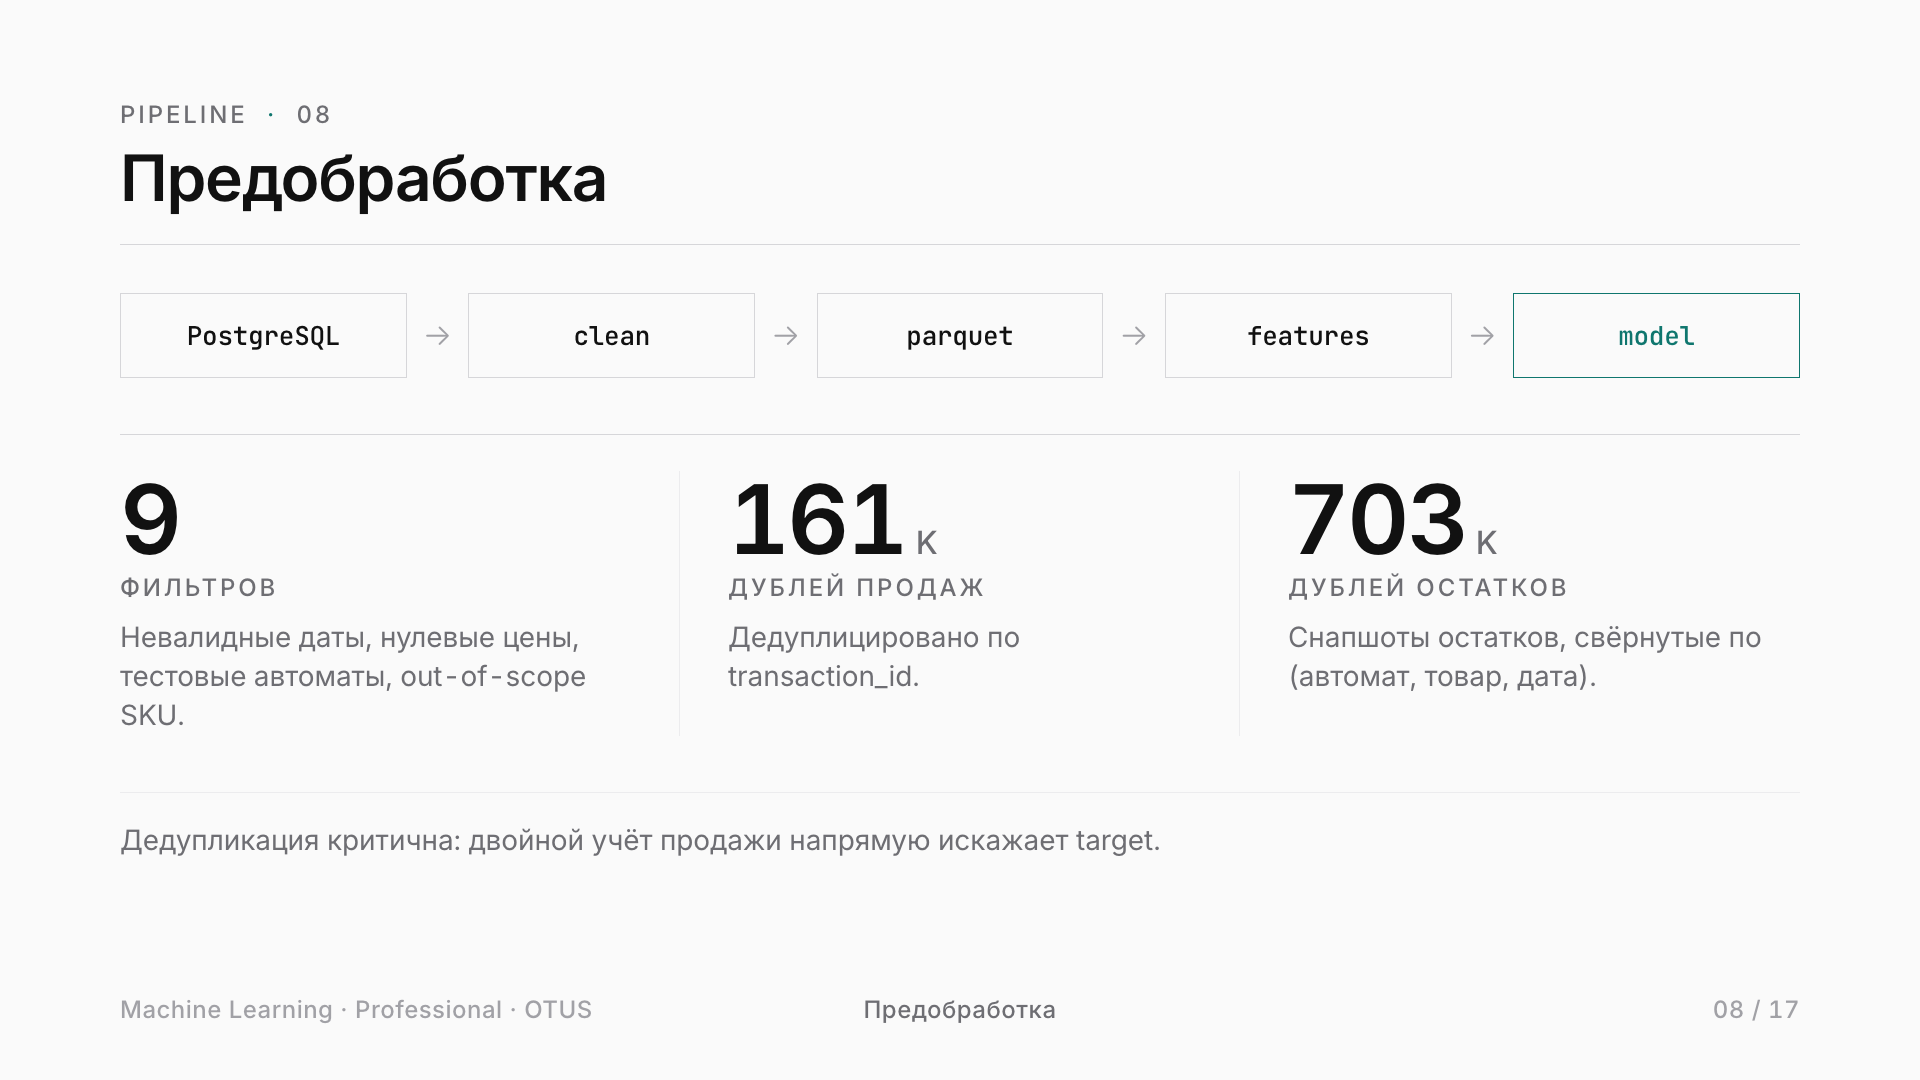 PIPELINE · 08
Предобработка
PostgreSQL → clean → parquet → features → model
9
ФИЛЬТРОВ
Невалидные даты, нулевые цены,
тестовые автоматы, out-of-scope
SKU.
161 K
ДУБЛЕЙ ПРОДАЖ
Дедуплицировано по
transaction_id.
703 K
ДУБЛЕЙ ОСТАТКОВ
Снапшоты остатков, свёрнутые по
(автомат, товар, дата).
Дедупликация критична: двойной учёт продажи напрямую искажает target.
Machine Learning · Professional · OTUS
Предобработка
08 / 17